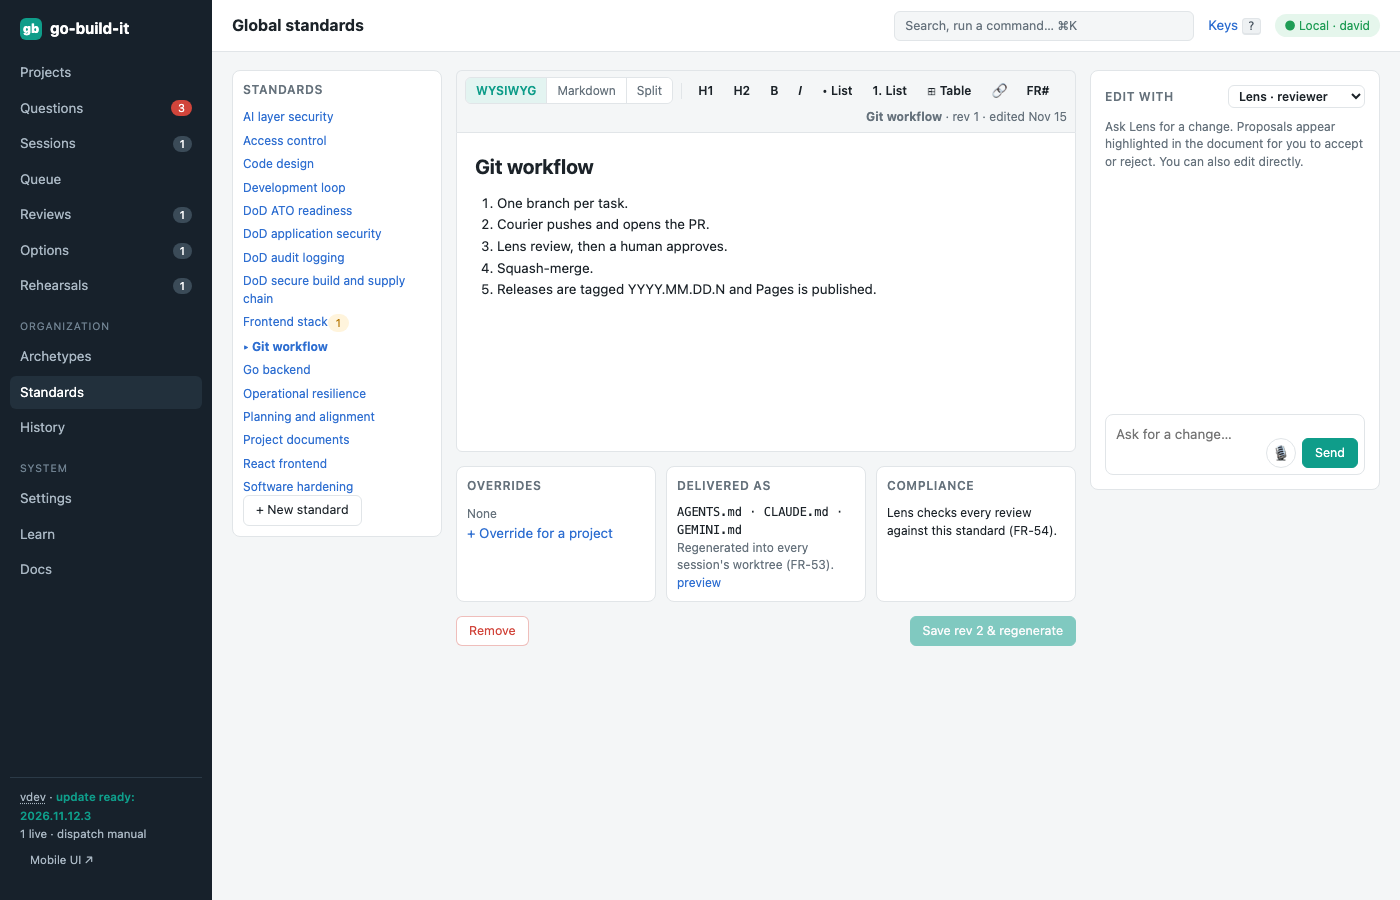 gb go-build-it
Projects
Questions 3
Sessions 1
Queue
Reviews 1
Options 1
Rehearsals 1
ORGANIZATION
Archetypes
Standards
History
SYSTEM
Settings
Learn
Docs
vdev · update ready:
2026.11.12.3
1 live · dispatch manual
Mobile UI ↗
Global standards
Search, run a command... ⌘K
Keys ?
Local · david
STANDARDS
AI layer security
Access control
Code design
Development loop
DoD ATO readiness
DoD application security
DoD audit logging
DoD secure build and supply
chain
Frontend stack 1
▸ Git workflow
Go backend
Operational resilience
Planning and alignment
Project documents
React frontend
Software hardening
+ New standard
WYSIWYG Markdown Split H1 H2 B I • List 1. List ⊞ Table 🔗 FR#
Git workflow · rev 1 · edited Nov 15
Git workflow
1. One branch per task.
2. Courier pushes and opens the PR.
3. Lens review, then a human approves.
4. Squash-merge.
5. Releases are tagged YYYY.MM.DD.N and Pages is published.
OVERRIDES
None
+ Override for a project
DELIVERED AS
AGENTS.md · CLAUDE.md ·
GEMINI.md
Regenerated into every
session's worktree (FR-53).
preview
COMPLIANCE
Lens checks every review
against this standard (FR-54).
Remove
Save rev 2 & regenerate
EDIT WITH Lens · reviewer
Ask Lens for a change. Proposals appear
highlighted in the document for you to accept
or reject. You can also edit directly.
Ask for a change...
Send